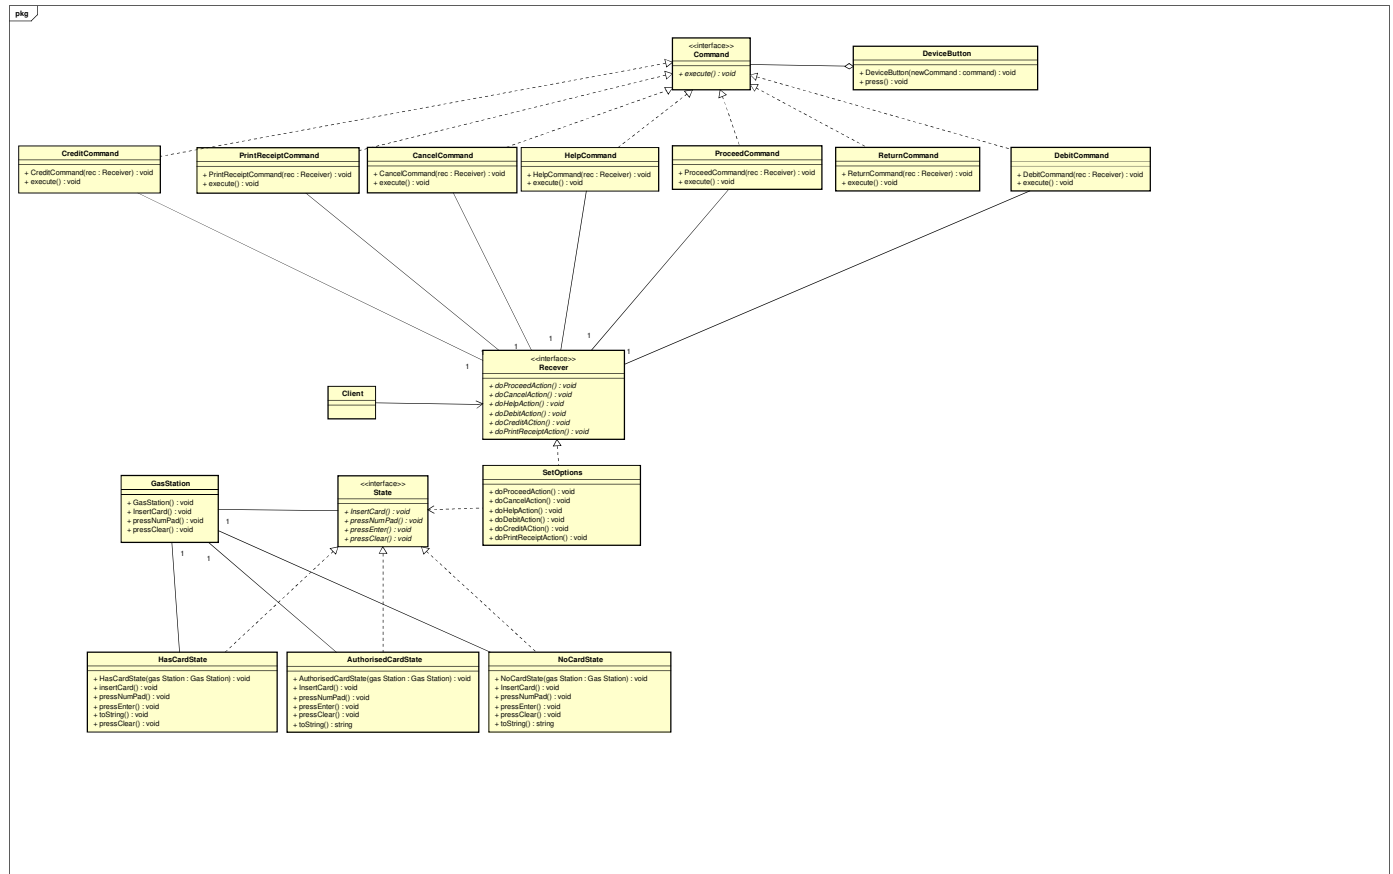 pkg
<<interface>>
Command
+ execute() : void
DeviceButton
+ DeviceButton(newCommand : command) : void
+ press() : void
CreditCommand
+ CreditCommand(rec : Receiver) : void
+ execute() : void
PrintReceiptCommand
+ PrintReceiptCommand(rec : Receiver) : void
+ execute() : void
CancelCommand
+ CancelCommand(rec : Receiver) : void
+ execute() : void
HelpCommand
+ HelpCommand(rec : Receiver) : void
+ execute() : void
ProceedCommand
+ ProceedCommand(rec : Receiver) : void
+ execute() : void
ReturnCommand
+ ReturnCommand(rec : Receiver) : void
+ execute() : void
DebitCommand
+ DebitCommand(rec : Receiver) : void
+ execute() : void
1
1
1
1
1
<<interface>>
Recever
+ doProceedAction() : void
+ doCancelAction() : void
+ doHelpAction() : void
+ doDebitAction() : void
+ doCreditACtion() : void
+ doPrintReceiptAction() : void
Client
GasStation
+ GasStation() : void
+ InsertCard() : void
+ pressNumPad() : void
+ pressClear() : void
1
1
1
<<interface>>
State
+ InsertCard() : void
+ pressNumPad() : void
+ pressEnter() : void
+ pressClear() : void
SetOptions
+ doProceedAction() : void
+ doCancelAction() : void
+ doHelpAction() : void
+ doDebitAction() : void
+ doCreditACtion() : void
+ doPrintReceiptAction() : void
HasCardState
+ HasCardState(gas Station : Gas Station) : void
+ insertCard() : void
+ pressNumPad() : void
+ pressEnter() : void
+ toString() : void
+ pressClear() : void
AuthorisedCardState
+ AuthorisedCardState(gas Station : Gas Station) : void
+ InsertCard() : void
+ pressNumPad() : void
+ pressEnter() : void
+ pressClear() : void
+ toString() : string
NoCardState
+ NoCardState(gas Station : Gas Station) : void
+ InsertCard() : void
+ pressNumPad() : void
+ pressEnter() : void
+ pressClear() : void
+ toString() : string